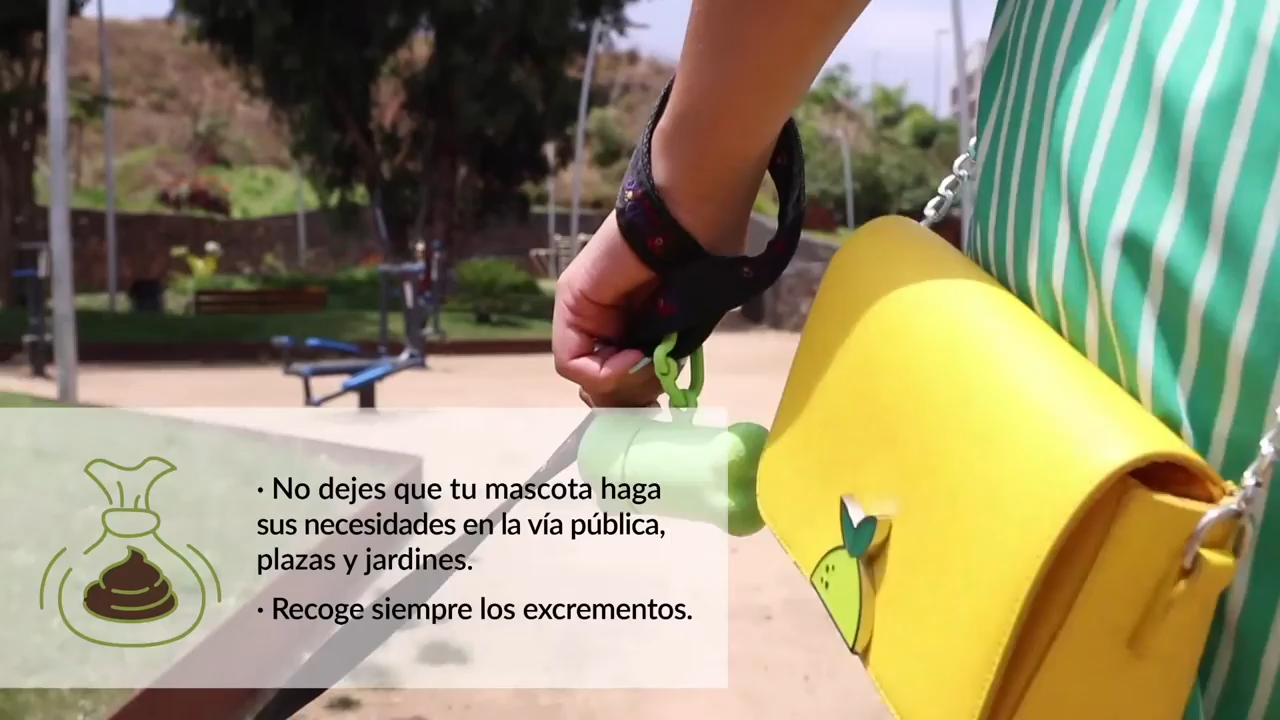 · No dejes que tu mascota haga
sus necesidades en la vía pública,
plazas y jardines.
· Recoge siempre los excrementos.